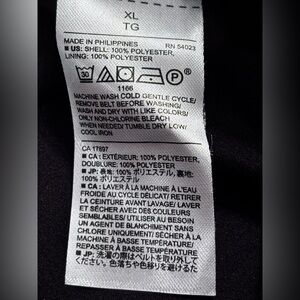 XL
TG
MADE IN PHILIPPINES RN 54023
■ US: SHELL: 100% POLYESTER,
LINING: 100% POLYESTER
30 P
1166
MACHINE WASH COLD GENTLE CYCLE/
REMOVE BELT BEFORE WASHING/
WASH AND DRY WITH LIKE COLORS/
ONLY NON-CHLORINE BLEACH
WHEN NEEDED/ TUMBLE DRY LOW/
COOL IRON
CA 17897
■ CA: EXTÉRIEUR: 100% POLYESTER,
DOUBLURE: 100% POLYESTER
■ JP: 表地: 100% ポリエステル, 裏地:
100% ポリエステル
■ CA: LAVER À LA MACHINE À L'EAU
FROIDE AU CYCLE DÉLICAT/ RETIRER
LA CEINTURE AVANT LAVAGE/ LAVER
ET SÉCHER AVEC DES COULEURS
SEMBLABLES/ UTILISER AU BESOIN
UN AGENT DE BLANCHIMENT SANS
CHLORE UNIQUEMENT/ SÉCHER À LA
MACHINE À BASSE TEMPÉRATURE/
REPASSER À BASSE TEMPÉRATURE
■ JP: 洗濯の際はベルトを取り外して
ください。色落ちや色移りを避けるた